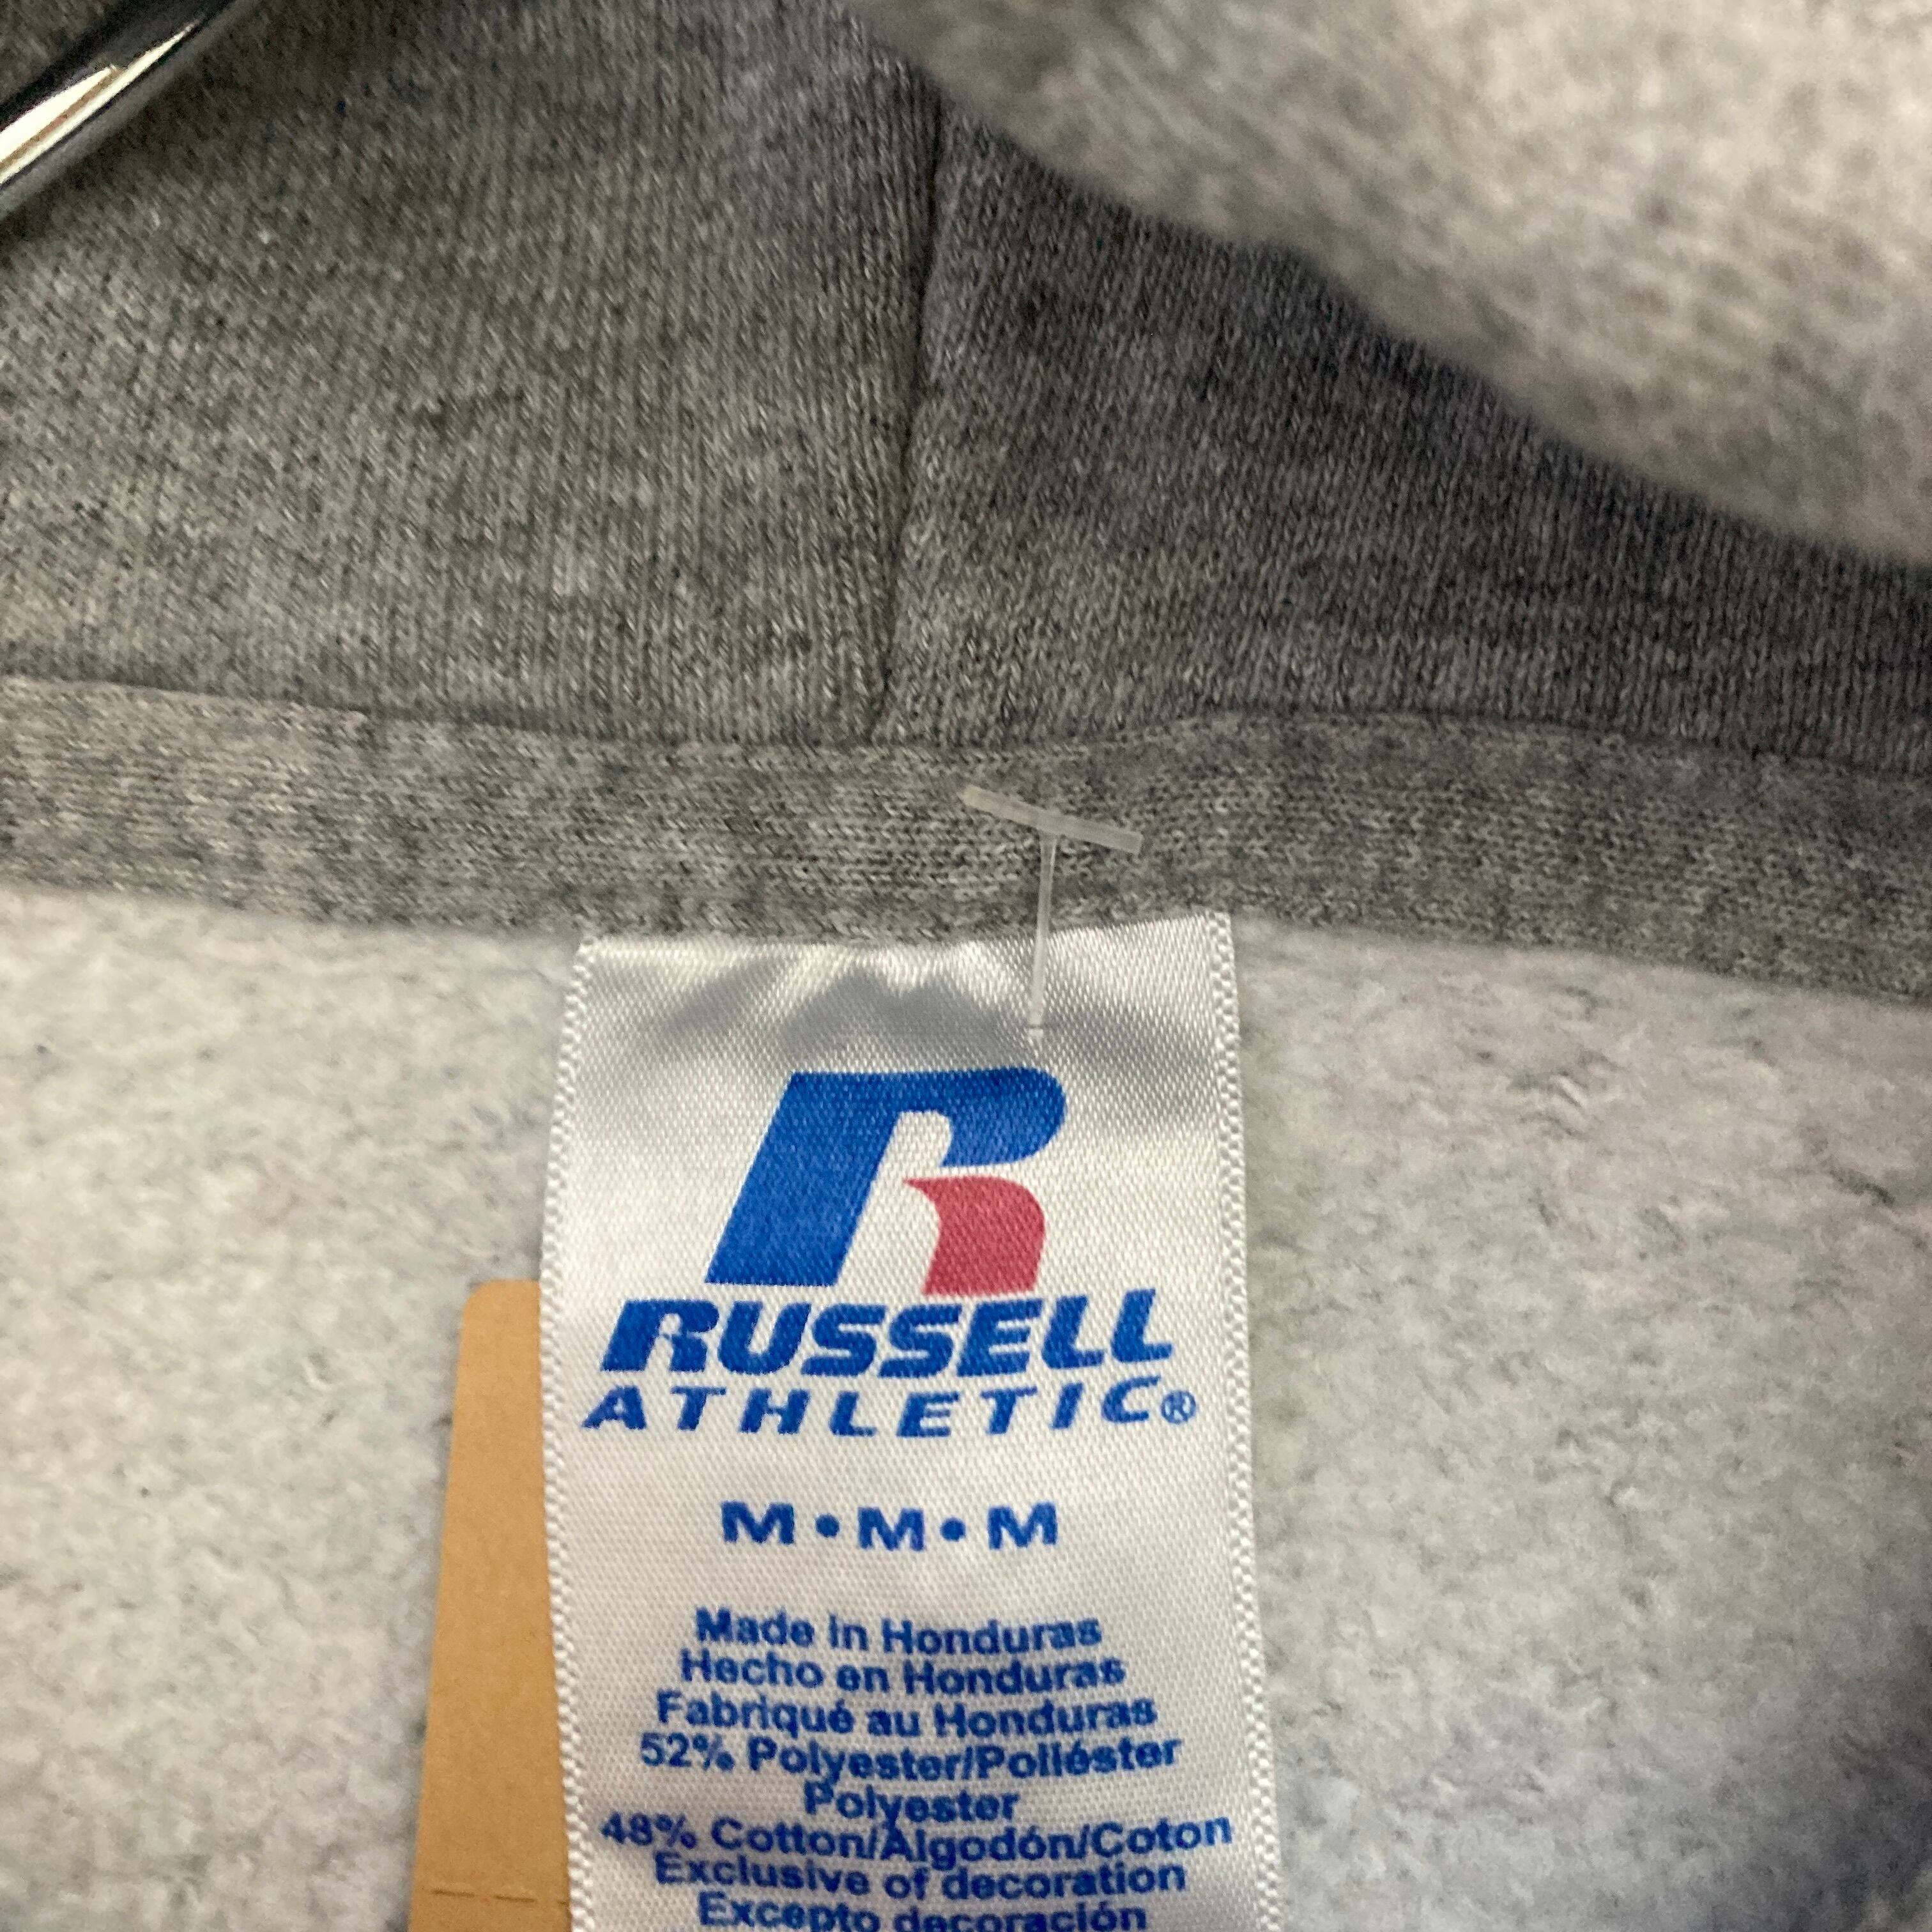 R
RUSSELL
ATHLETIC®
M•M•M
Made in Honduras
Hecho en Honduras
Fabriqué au Honduras
52% Polyester/Poliéster
Polyester
48% Cotton/Algodón/Coton
Exclusive of decoration
Excepto decoración